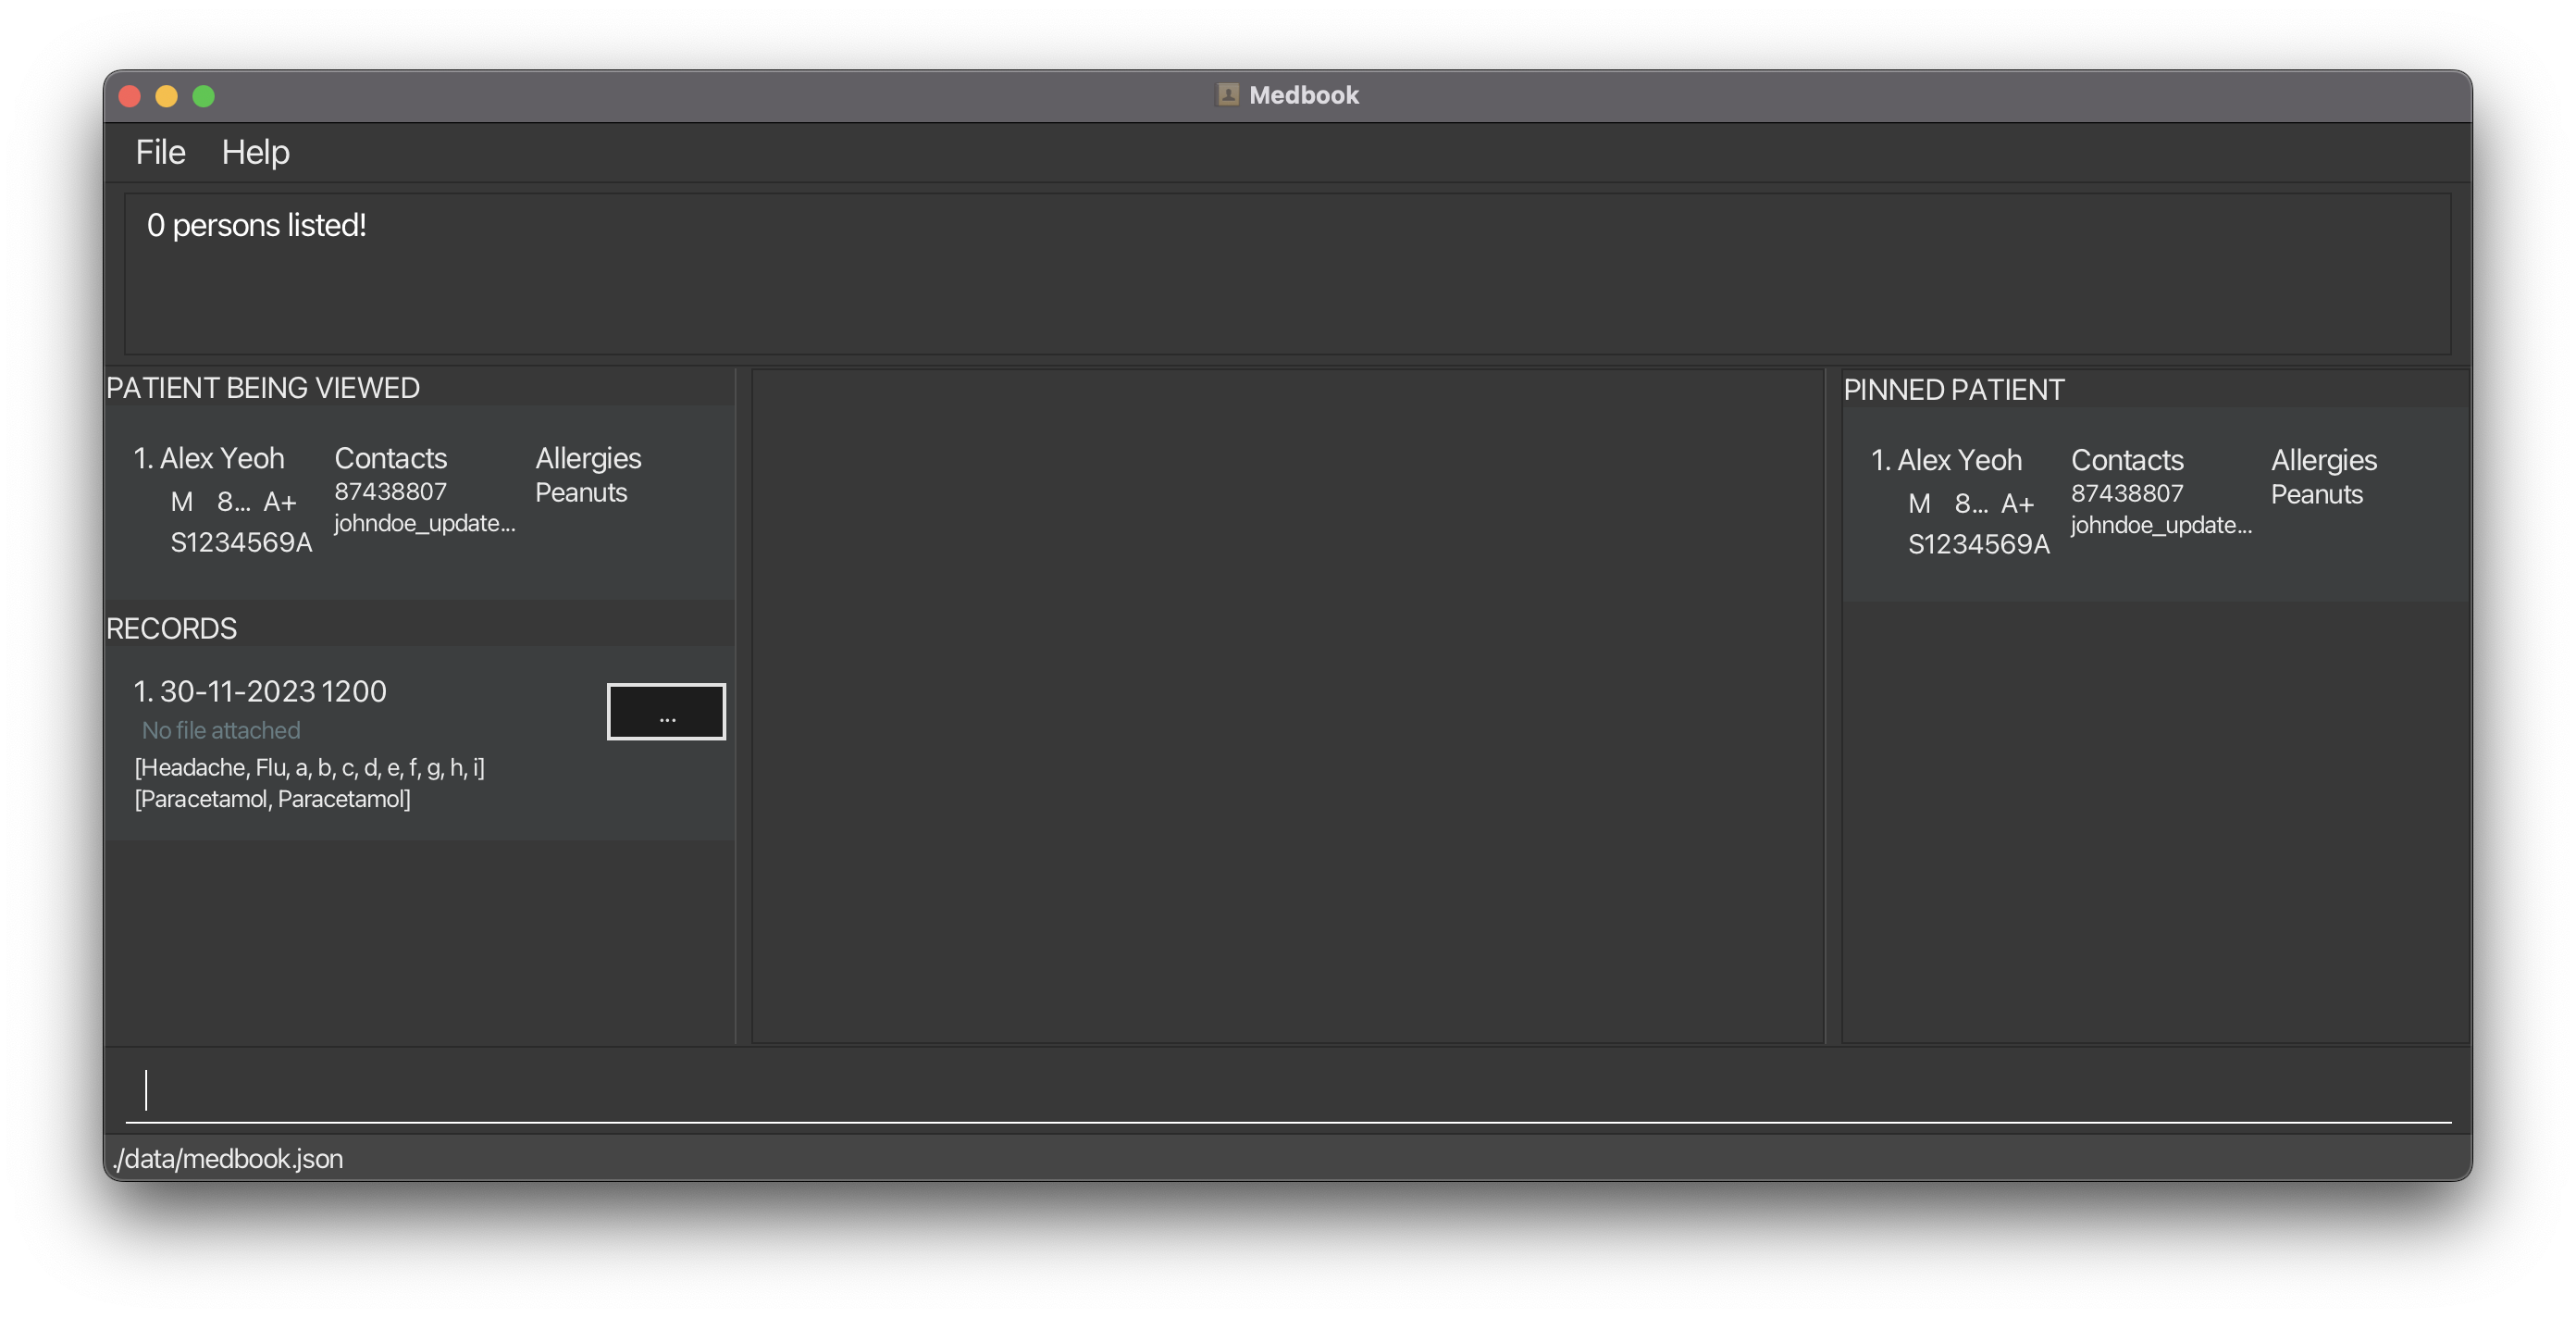 Medbook
File Help
0 persons listed!
PATIENT BEING VIEWED
1. Alex Yeoh
M 8... A+
S1234569A
Contacts
87438807
johndoe_update...
Allergies
Peanuts
RECORDS
1. 30-11-2023 1200
No file attached
[Headache, Flu, a, b, c, d, e, f, g, h, i]
[Paracetamol, Paracetamol]
...
PINNED PATIENT
1. Alex Yeoh
M 8... A+
S1234569A
Contacts
87438807
johndoe_update...
Allergies
Peanuts
./data/medbook.json